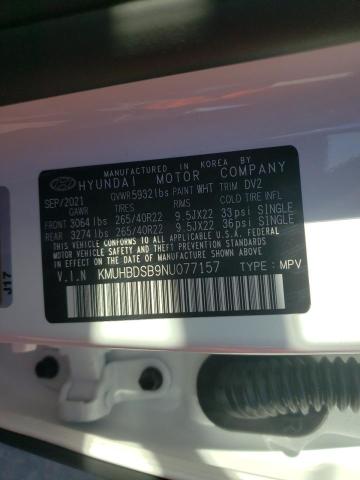 MANUFACTURED IN KOREA BY
HYUNDAI MOTOR COMPANY
SEP/2021 GVWR 5932 lbs PAINT WHT TRIM DV2
GAWR TIRES RIMS COLD TIRE INFL
FRONT 3064 lbs 265/40R22 9.5JX22 33 psi SINGLE
REAR 3274 lbs 265/40R22 9.5JX22 36 psi SINGLE
THIS VEHICLE CONFORMS TO ALL APPLICABLE U.S.
FEDERAL MOTOR VEHICLE SAFETY STANDARDS IN EFFECT
ON THE DATE OF MANUFACTURE SHOWN ABOVE.
V.I.N KMUHBDSB9NU077157 TYPE: MPV
J17